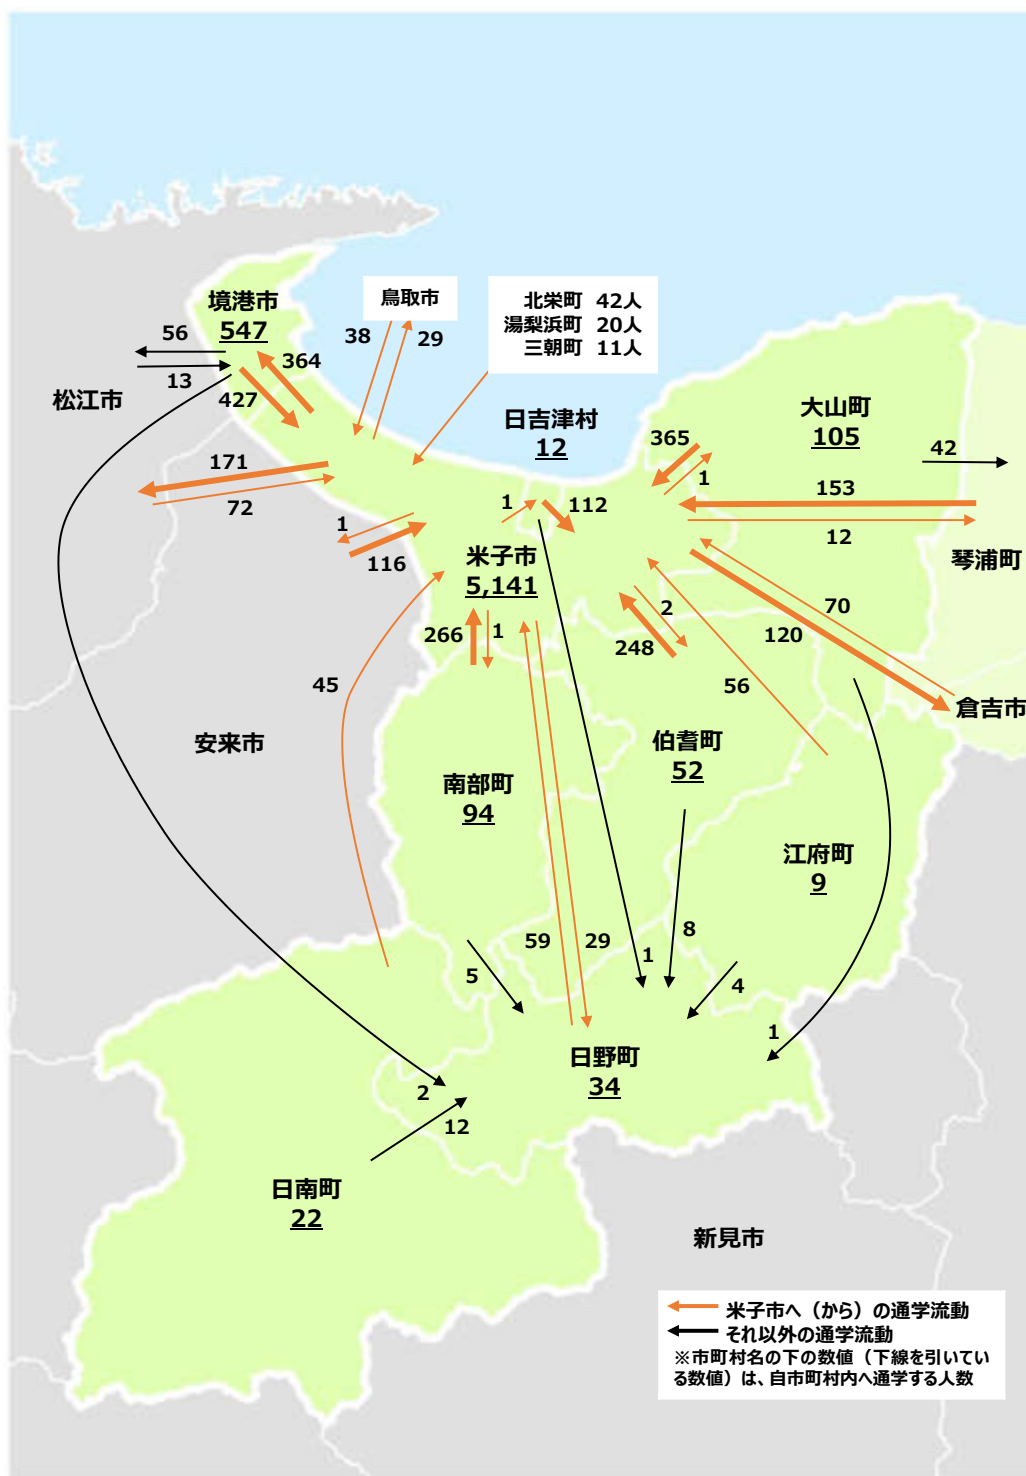 鳥取市
北栄町 42人
湯梨浜町 20人
三朝町 11人
境港市
547
38
29
56
13
364
427
松江市
日吉津村
12
大山町
105
365
1
42
171
72
153
12
1
116
1
112
琴浦町
米子市
5,141
266
1
2
248
70
120
56
45
倉吉市
安来市
伯耆町
52
南部町
94
江府町
9
59
29
1
8
5
4
1
日野町
34
2
12
日南町
22
新見市
米子市へ（から）の通学流動
それ以外の通学流動
※市町村名の下の数値（下線を引いてい
る数値）は、自市町村内へ通学する人数